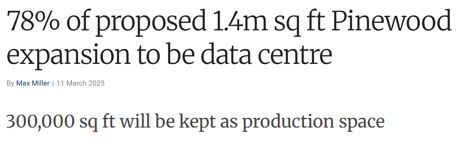 78% of proposed 1.4m sq ft Pinewood
expansion to be data centre
By Max Miller | 11 March 2025
300,000 sq ft will be kept as production space